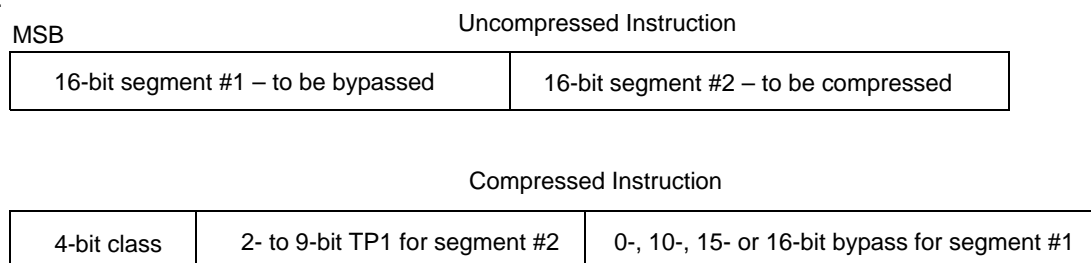 Uncompressed Instruction
MSB
16-bit segment #1 – to be bypassed
16-bit segment #2 – to be compressed
Compressed Instruction
4-bit class
2- to 9-bit TP1 for segment #2
0-, 10-, 15- or 16-bit bypass for segment #1